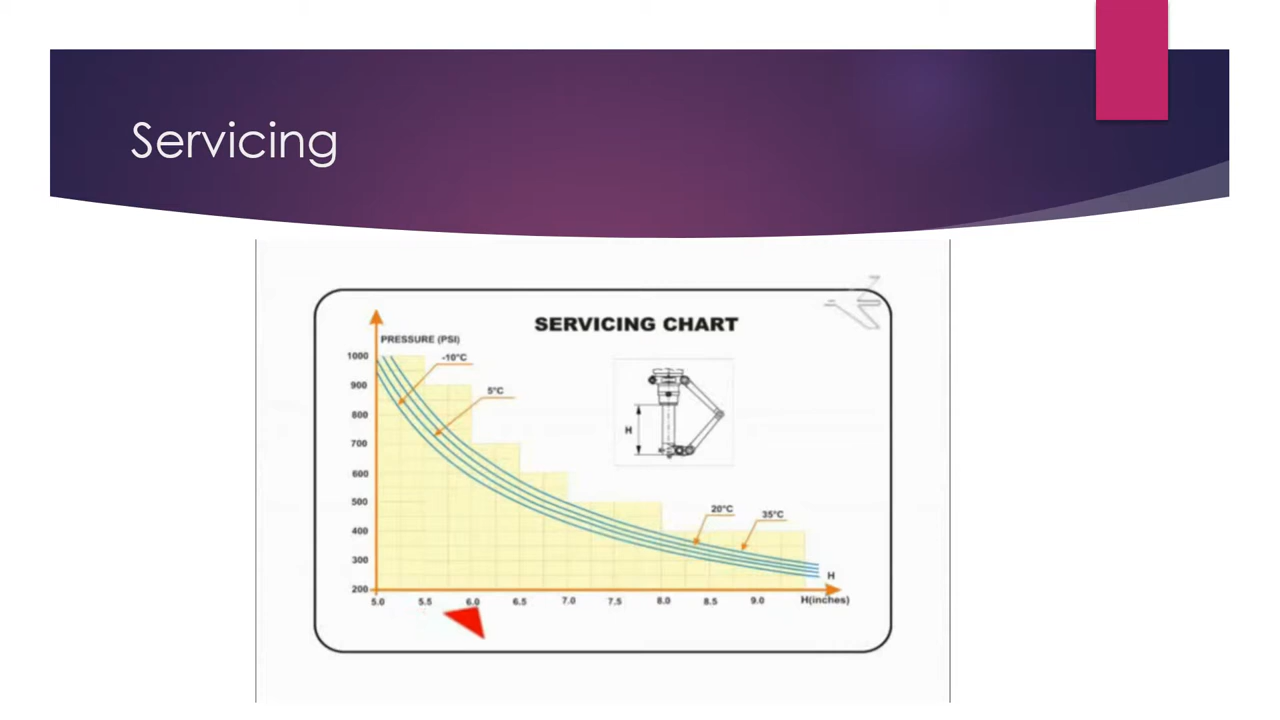 Servicing
SERVICING CHART
PRESSURE (PSI)
1000
-10°C
900
5°C
800
H
700
600
500
20°C
35°C
400
300
H
200
5.0 5.5 6.0 6.5 7.0 7.5 8.0 8.5 9.0 H(inches)